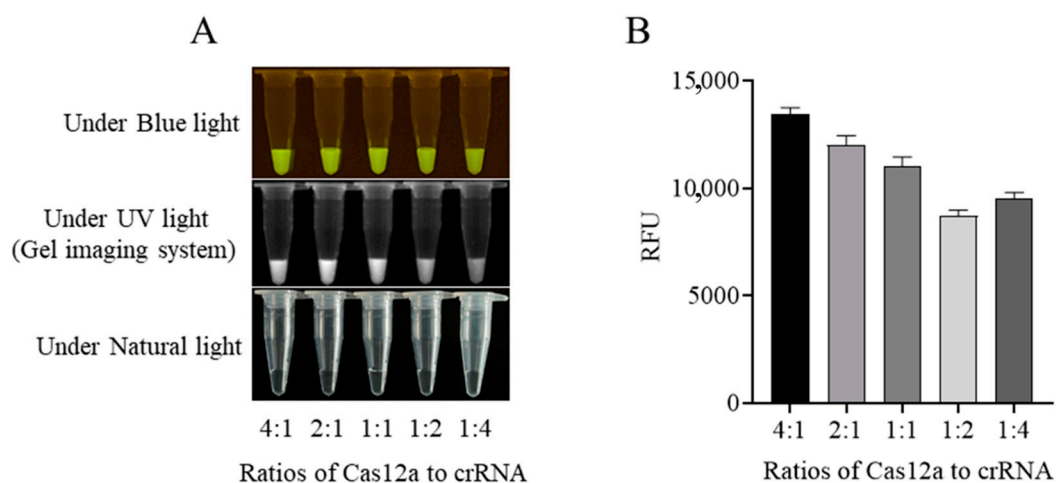 A
Under Blue light
Under UV light
(Gel imaging system)
Under Natural light
4:1 2:1 1:1 1:2 1:4
Ratios of Cas12a to crRNA
B
RFU
15,000
10,000
5000
0
4:1 2:1 1:1 1:2 1:4
Ratios of Cas12a to crRNA